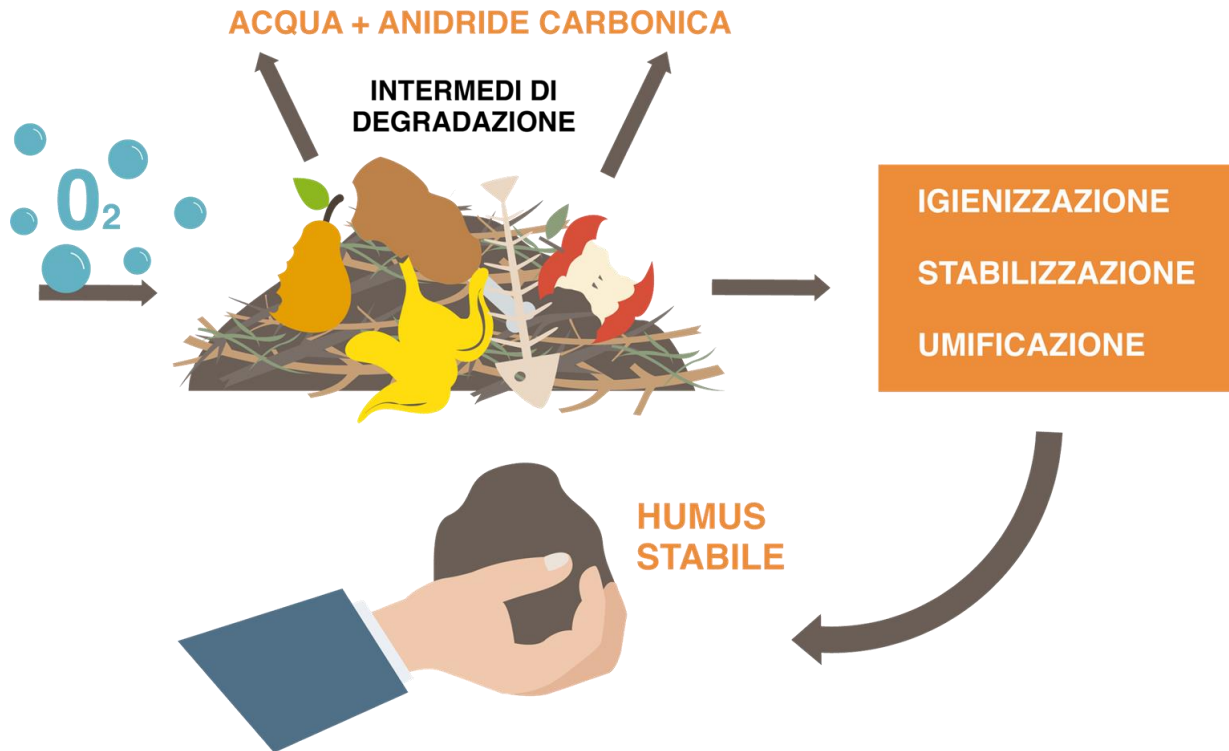 ACQUA + ANIDRIDE CARBONICA
INTERMEDI DI
DEGRADAZIONE
O₂
IGIENIZZAZIONE
STABILIZZAZIONE
UMIFICAZIONE
HUMUS
STABILE